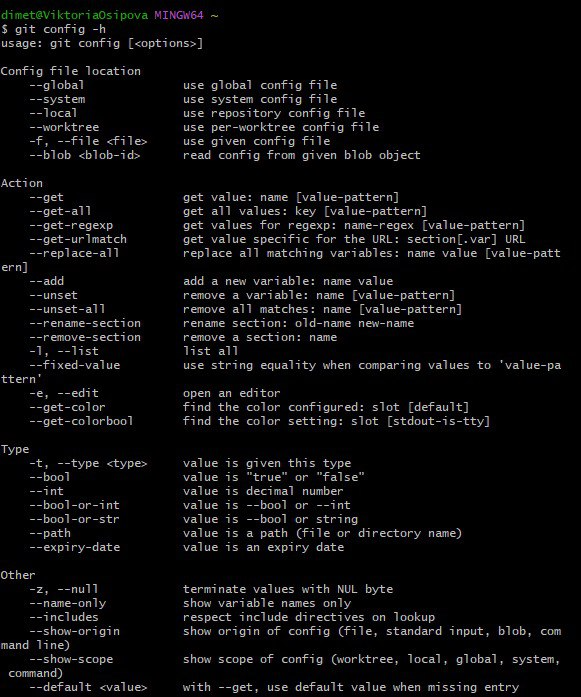 dimet@ViktoriaOsipova MINGW64 ~
$ git config -h
usage: git config [<options>]

Config file location
    --global              use global config file
    --system              use system config file
    --local               use repository config file
    --worktree            use per-worktree config file
    -f, --file <file>     use given config file
    --blob <blob-id>      read config from given blob object

Action
    --get                 get value: name [value-pattern]
    --get-all             get all values: key [value-pattern]
    --get-regexp          get values for regexp: name-regex [value-pattern]
    --get-urlmatch        get value specific for the URL: section[.var] URL
    --replace-all         replace all matching variables: name value [value-patt
ern]
    --add                 add a new variable: name value
    --unset               remove a variable: name [value-pattern]
    --unset-all           remove all matches: name [value-pattern]
    --rename-section      rename section: old-name new-name
    --remove-section      remove a section: name
    -l, --list            list all
    --fixed-value         use string equality when comparing values to 'value-pa
ttern'
    -e, --edit            open an editor
    --get-color           find the color configured: slot [default]
    --get-colorbool       find the color setting: slot [stdout-is-tty]

Type
    -t, --type <type>     value is given this type
    --bool                value is "true" or "false"
    --int                 value is decimal number
    --bool-or-int         value is --bool or --int
    --bool-or-str         value is --bool or string
    --path                value is a path (file or directory name)
    --expiry-date         value is an expiry date

Other
    -z, --null            terminate values with NUL byte
    --name-only           show variable names only
    --includes            respect include directives on lookup
    --show-origin         show origin of config (file, standard input, blob, com
mand line)
    --show-scope          show scope of config (worktree, local, global, system,
 command)
    --default <value>     with --get, use default value when missing entry